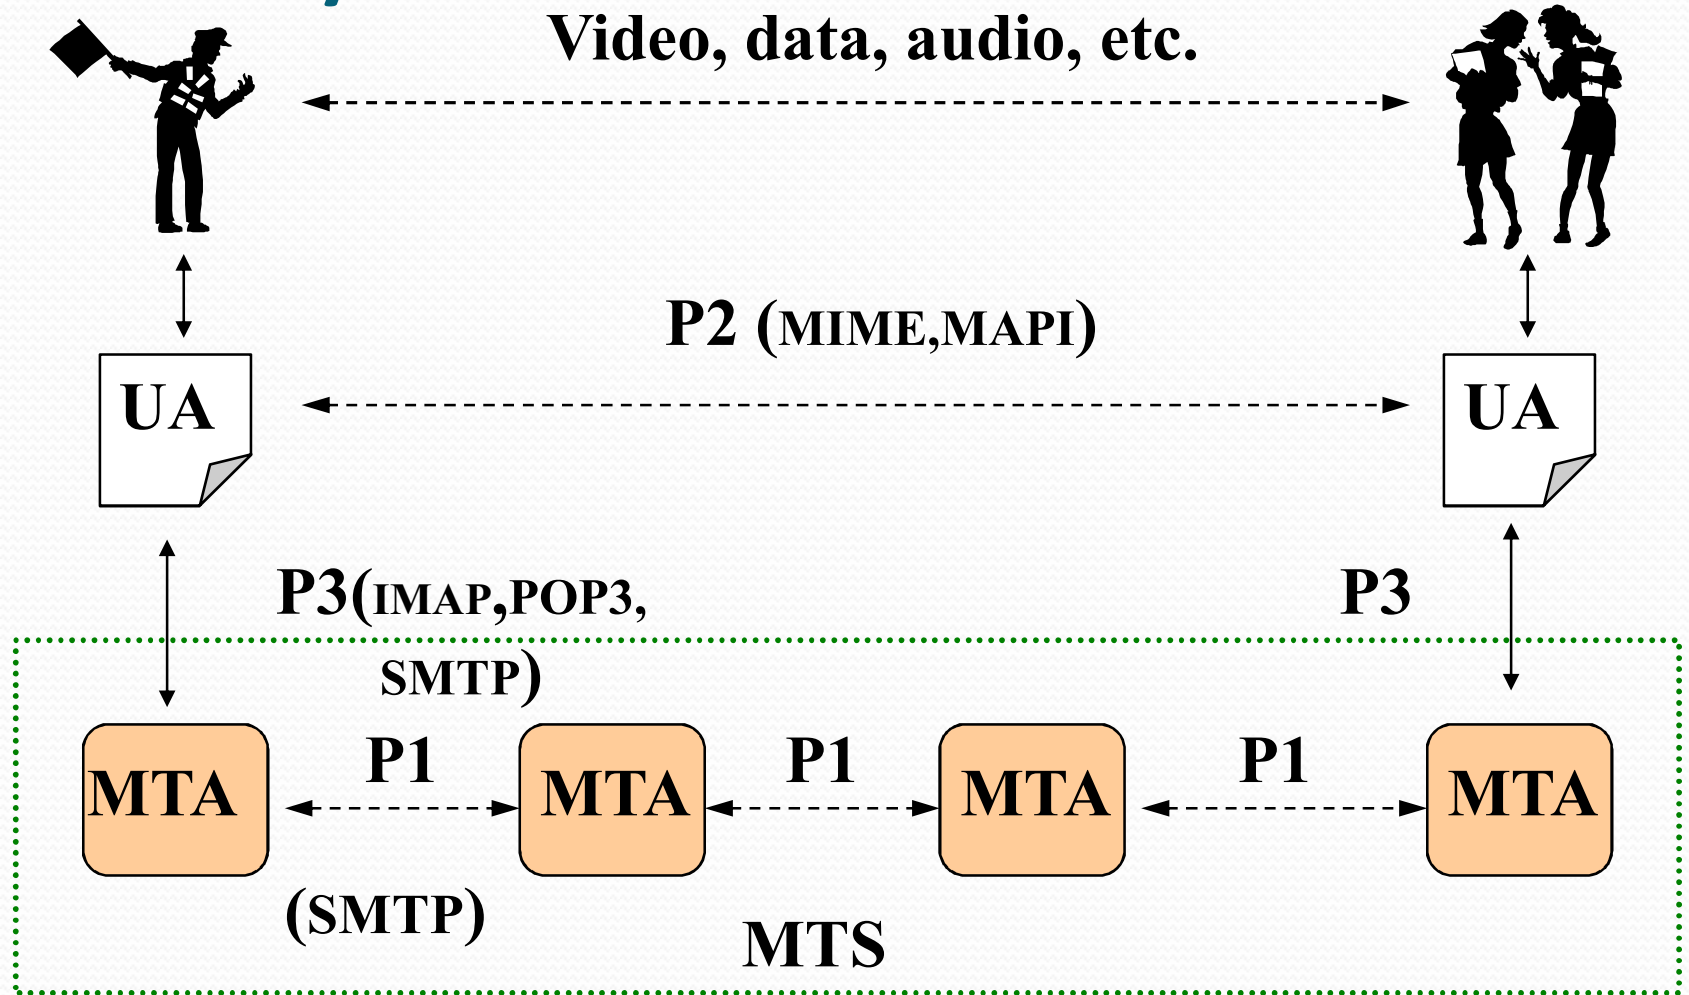 Video, data, audio, etc.
P2 (MIME,MAPI)
UA
UA
P3(IMAP,POP3,
SMTP)
P3
MTA
P1
MTA
P1
MTA
P1
MTA
(SMTP)
MTS